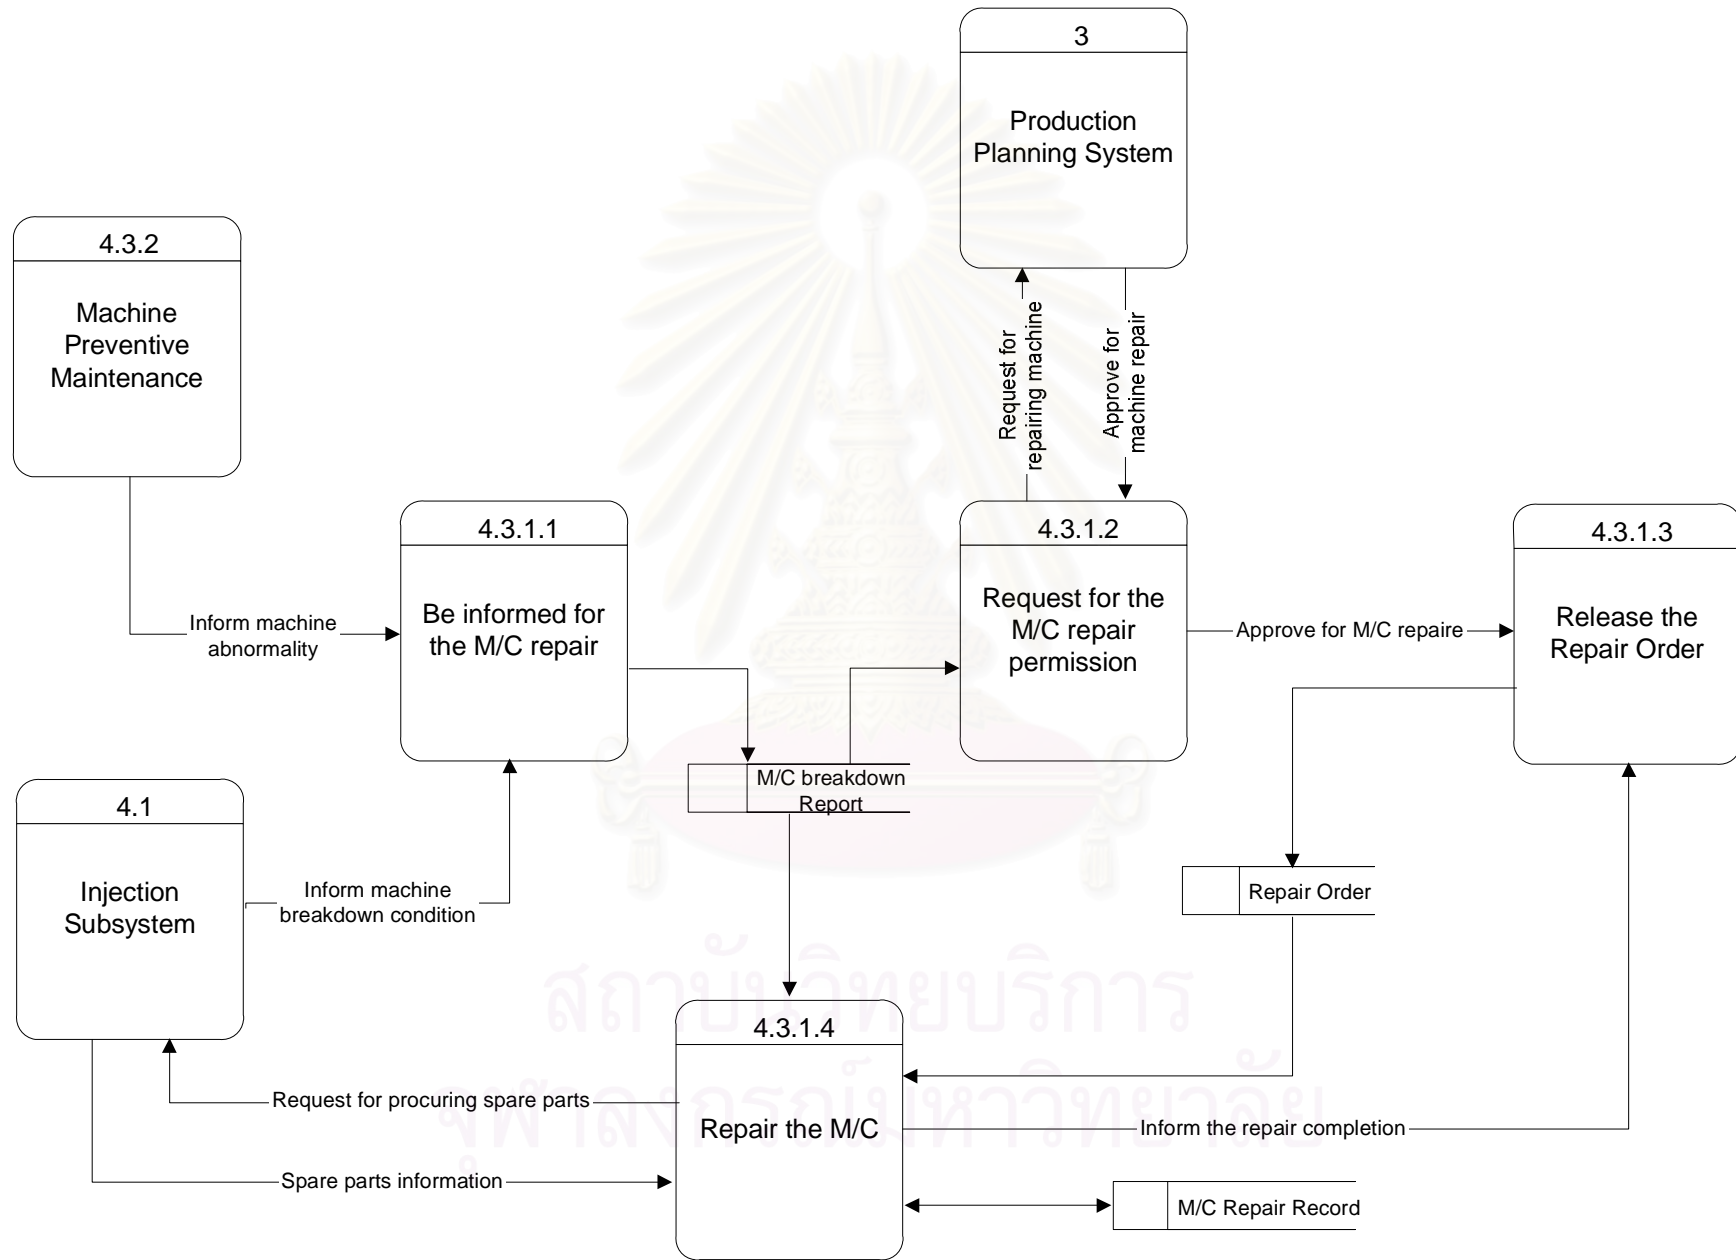 3
Production
Planning System
4.3.2
Machine
Preventive
Maintenance
Request for
repairing machine
Approve for
machine repair
4.3.1.1
Be informed for
the M/C repair
4.3.1.2
Request for the
M/C repair
permission
4.3.1.3
Release the
Repair Order
Inform machine
abnormality
Approve for M/C repaire
M/C breakdown
Report
4.1
Injection
Subsystem
Inform machine
breakdown condition
Repair Order
สถาบันวิทยบริการ
จุฬาลงกรณ์มหาวิทยาลัย
4.3.1.4
Repair the M/C
Request for procuring spare parts
Inform the repair completion
Spare parts information
M/C Repair Record